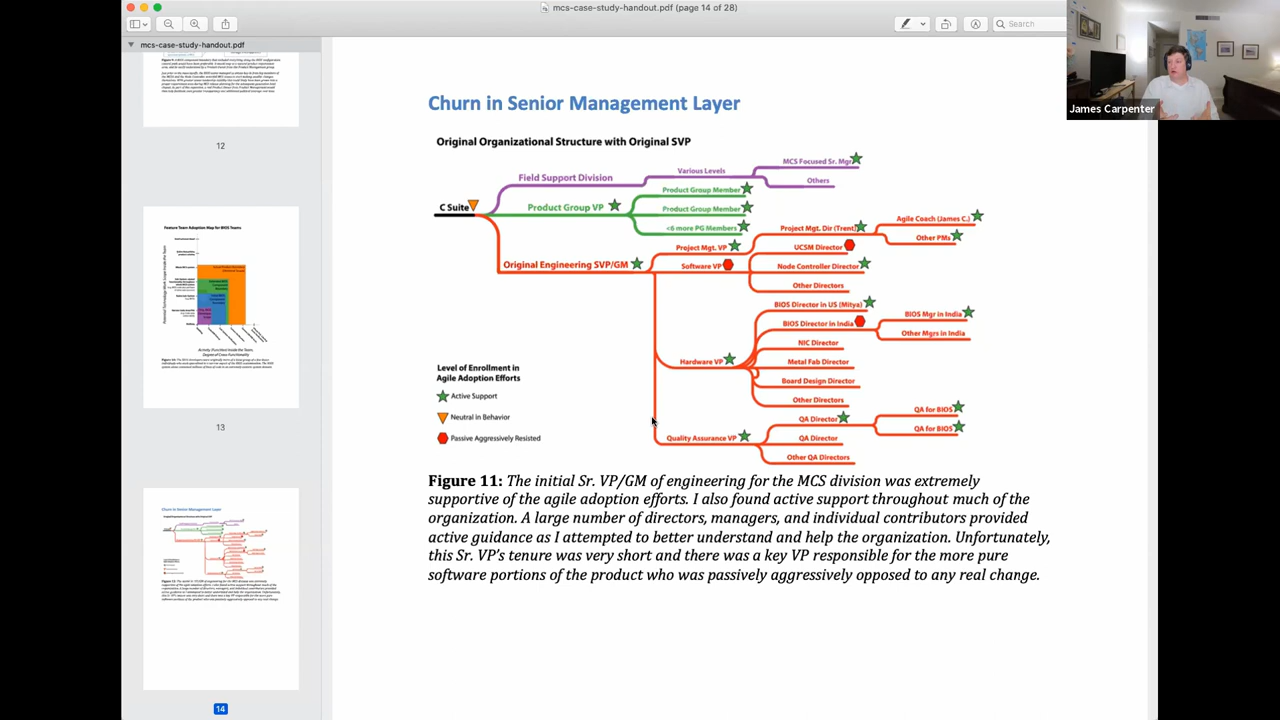 mcs-case-study-handout.pdf (page 14 of 28)
Search
mcs-case-study-handout.pdf
12
Feature Team Adoption Map for BIOS Teams
13
14
James Carpenter
Churn in Senior Management Layer
Original Organizational Structure with Original SVP
C Suite
Field Support Division
Various Levels
MCS Focused Sr. Mgr
Others
Product Group VP
Product Group Member
Product Group Member
<6 more PG Members
Original Engineering SVP/GM
Project Mgt. VP
Project Mgt. Dir (Trent)
Agile Coach (James C.)
Other PMs
Software VP
UCSM Director
Node Controller Director
Other Directors
Hardware VP
BIOS Director in US (Mitya)
BIOS Director in India
BIOS Mgr in India
Other Mgrs in India
NIC Director
Metal Fab Director
Board Design Director
Other Directors
Quality Assurance VP
QA Director
QA for BIOS
QA for BIOS
QA Director
Other QA Directors
Level of Enrollment in
Agile Adoption Efforts
Active Support
Neutral in Behavior
Passive Aggressively Resisted
Figure 11: The initial Sr. VP/GM of engineering for the MCS division was extremely
supportive of the agile adoption efforts. I also found active support throughout much of the
organization. A large number of directors, managers, and individual contributors provided
active guidance as I attempted to better understand and help the organization. Unfortunately,
this Sr. VP's tenure was very short and there was a key VP responsible for the more pure
software portions of the product who was passively aggressively opposed to any real change.